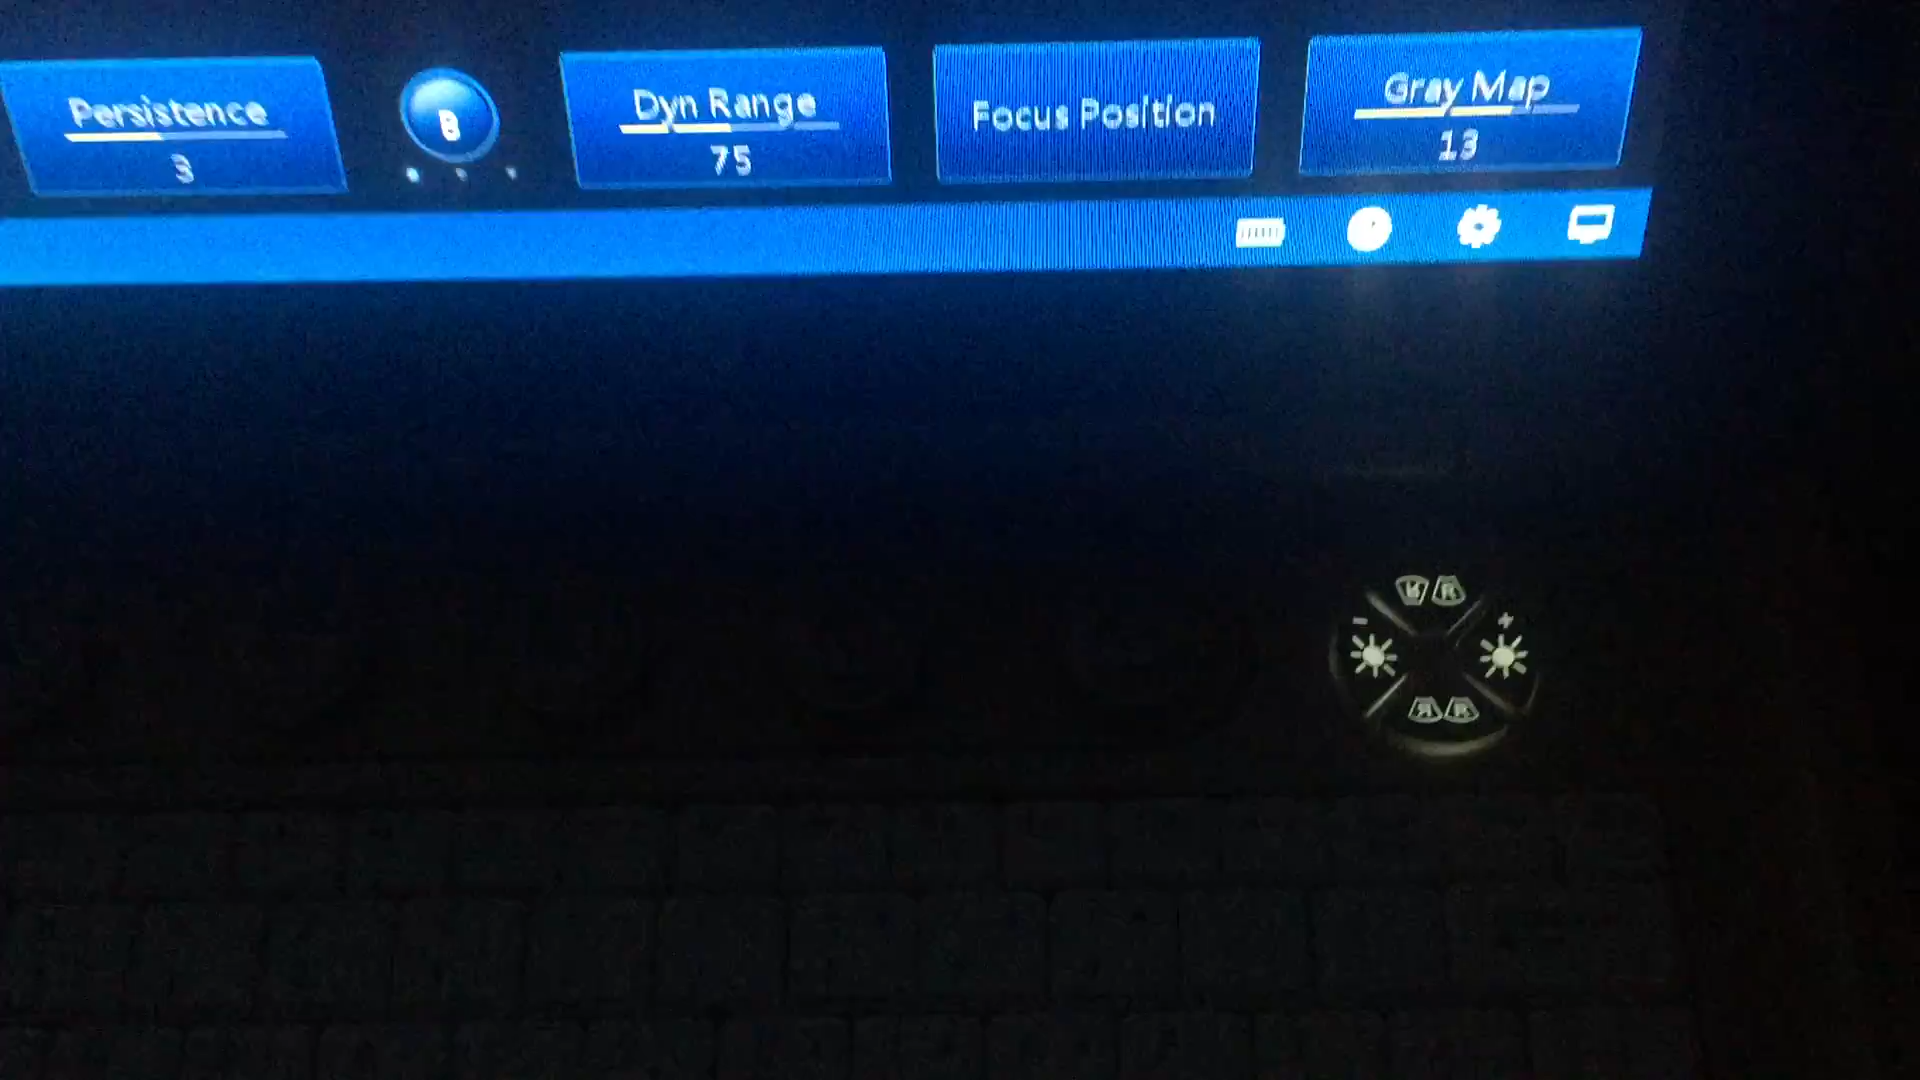 Persistence
3
B
Dyn Range
75
Focus Position
Gray Map
13
- +